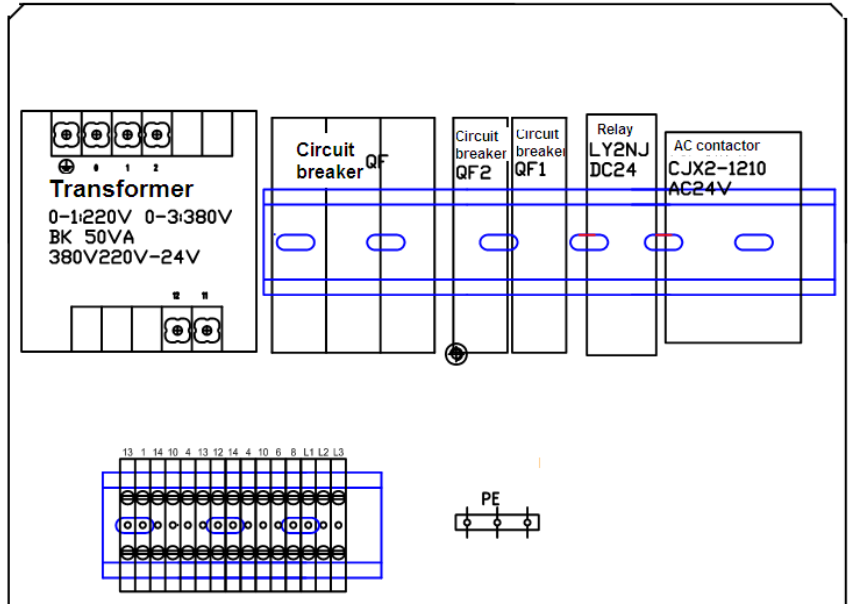 0 1 2
Transformer
0-1:220V 0-3:380V
BK 50VA
380V220V-24V
12 11
Circuit
breaker QF
Circuit
breaker
QF2
Circuit
breaker
QF1
Relay
LY2NJ
DC24
AC contactor
CJX2-1210
AC24V
13 1 14 10 4 13 12 14 4 10 6 8 L1 L2 L3
PE